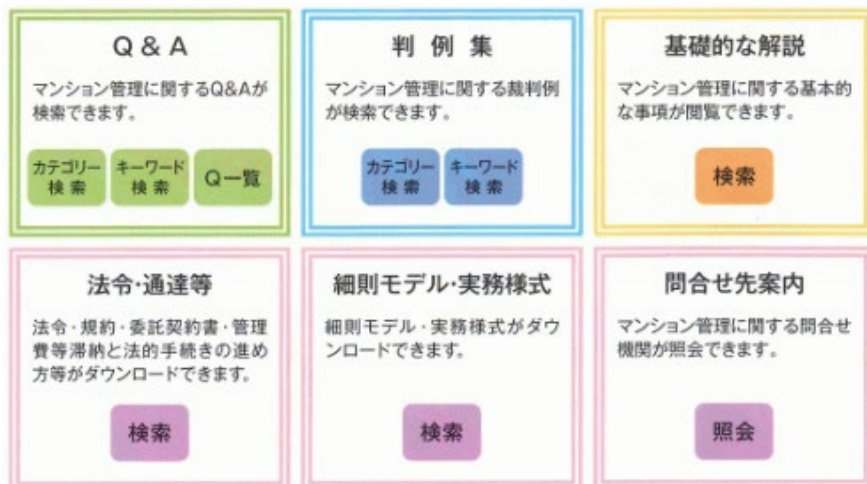 Q & A
マンション管理に関するQ&Aが
検索できます。
カテゴリー
検 索
キーワード
検 索
Q一覧
判 例 集
マンション管理に関する裁判例
が検索できます。
カテゴリー
検 索
キーワード
検 索
基礎的な解説
マンション管理に関する基本的
な事項が閲覧できます。
検索
法令・通達等
法令・規約・委託契約書・管理
費等滞納と法的手続きの進め
方等がダウンロードできます。
検索
細則モデル・実務様式
細則モデル・実務様式がダウ
ンロードできます。
検索
問合せ先案内
マンション管理に関する問合せ
機関が照会できます。
照会